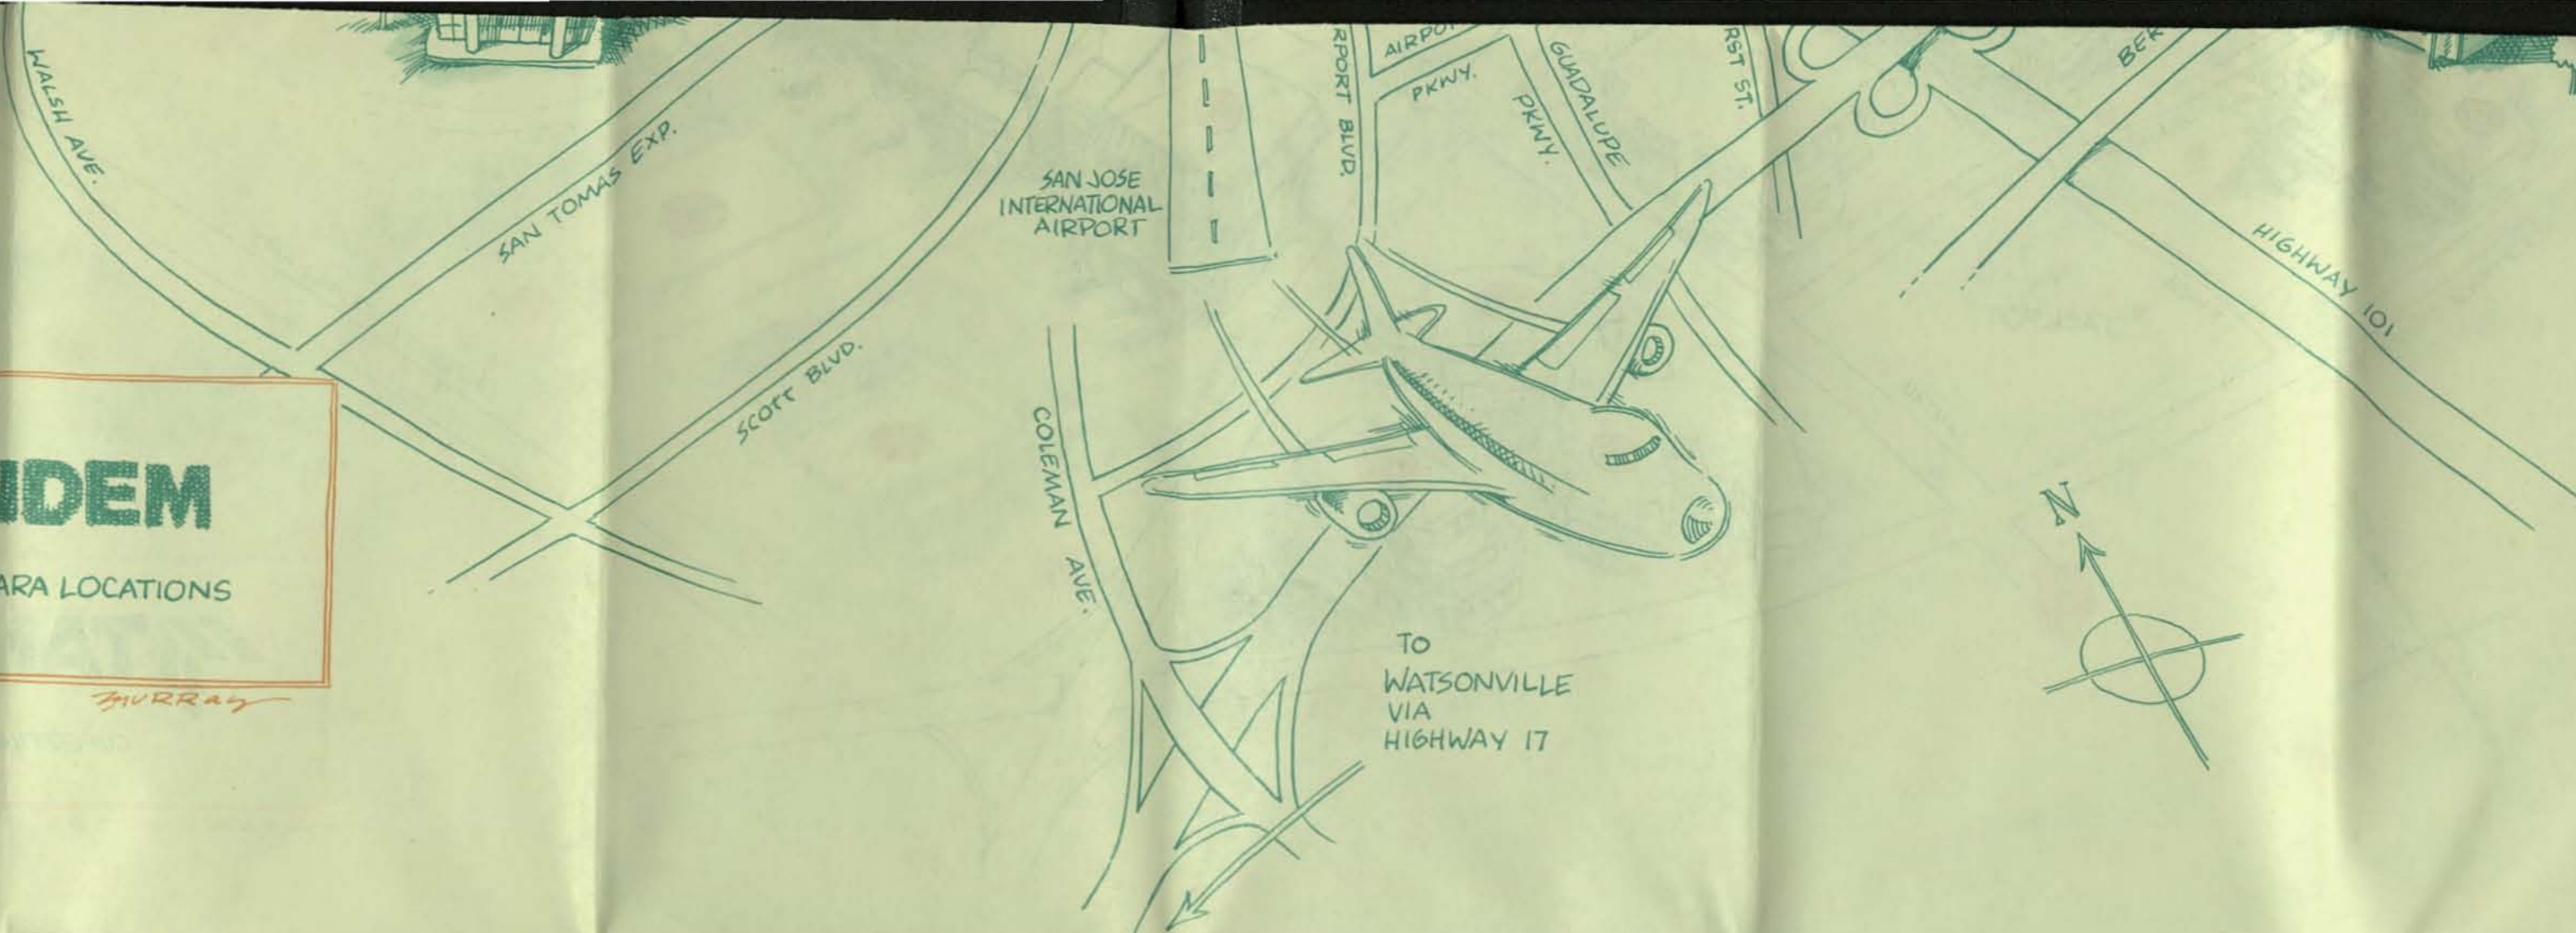 WALSH AVE.
SAN TOMAS EXP.
SCOTT BLVD.
SAN JOSE
INTERNATIONAL
AIRPORT
RPORT BLVD.
AIRPO
PKWY.
GUADALUPE
PKWY.
RST ST.
BER
HIGHWAY 101
COLEMAN AVE.
NDEM
ARA LOCATIONS
MURRAY
TO
WATSONVILLE
VIA
HIGHWAY 17
N